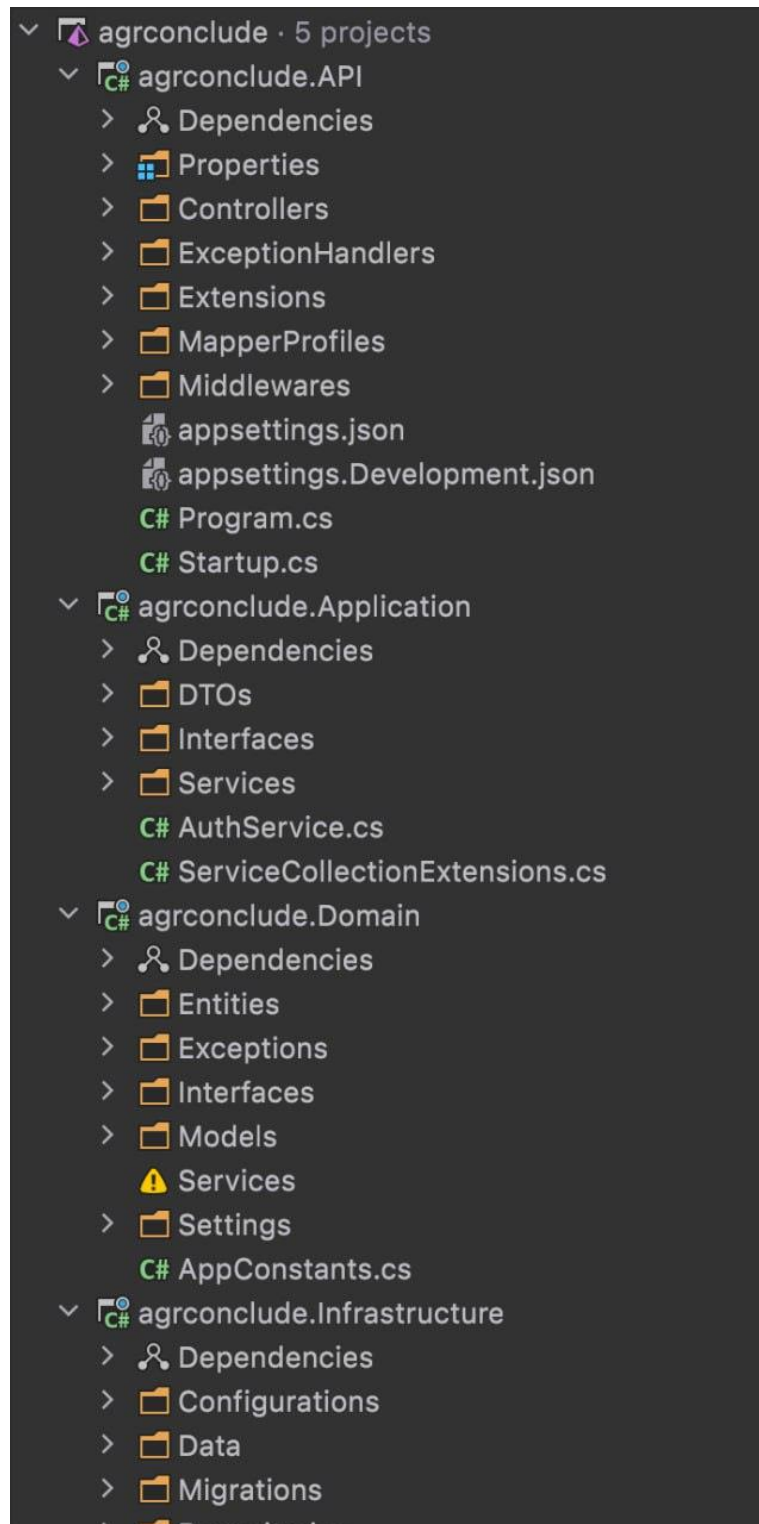 agrconclude · 5 projects
C# agrconclude.API
Dependencies
Properties
Controllers
ExceptionHandlers
Extensions
MapperProfiles
Middlewares
appsettings.json
appsettings.Development.json
C# Program.cs
C# Startup.cs
C# agrconclude.Application
Dependencies
DTOs
Interfaces
Services
C# AuthService.cs
C# ServiceCollectionExtensions.cs
C# agrconclude.Domain
Dependencies
Entities
Exceptions
Interfaces
Models
Services
Settings
C# AppConstants.cs
C# agrconclude.Infrastructure
Dependencies
Configurations
Data
Migrations